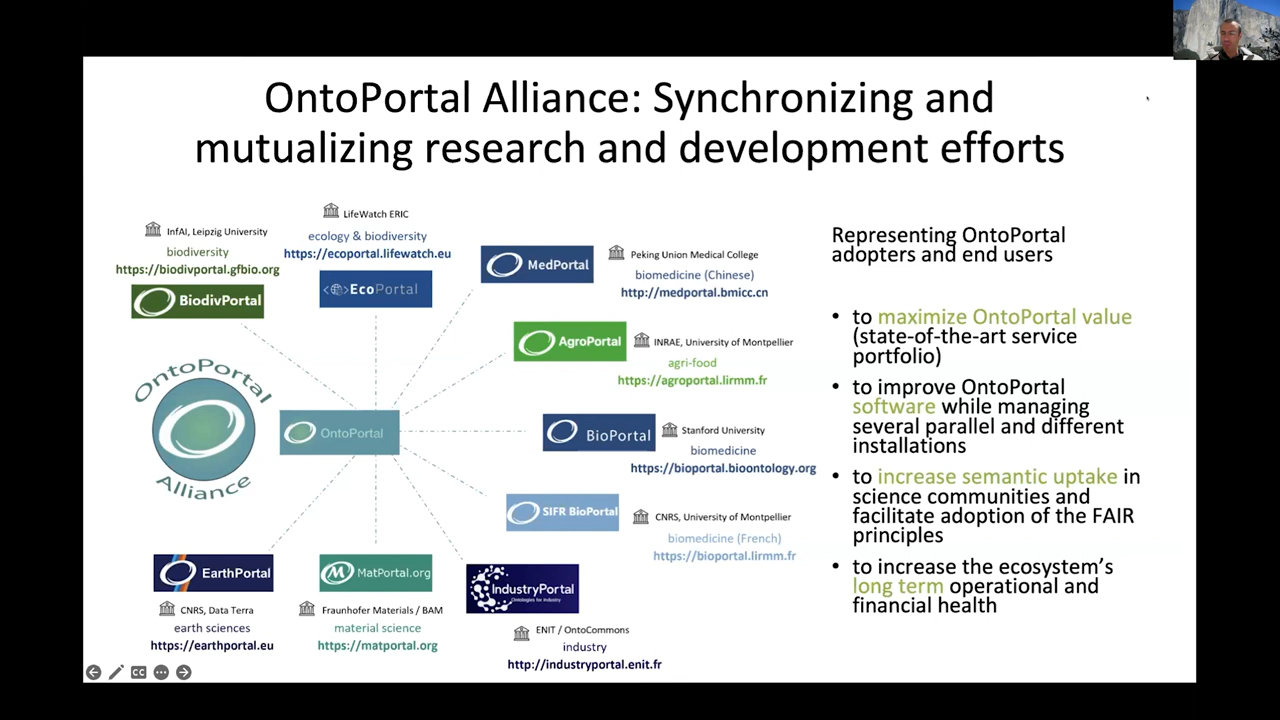 OntoPortal Alliance: Synchronizing and
mutualizing research and development efforts
InfAI, Leipzig University
biodiversity
https://biodivportal.gfbio.org
BiodivPortal
LifeWatch ERIC
ecology & biodiversity
https://ecoportal.lifewatch.eu
EcoPortal
MedPortal
Peking Union Medical College
biomedicine (Chinese)
http://medportal.bmicc.cn
AgroPortal
INRAE, University of Montpellier
agri-food
https://agroportal.lirmm.fr
OntoPortal
Alliance
OntoPortal
BioPortal
Stanford University
biomedicine
https://bioportal.bioontology.org
SIFR BioPortal
CNRS, University of Montpellier
biomedicine (French)
https://bioportal.lirmm.fr
EarthPortal
CNRS, Data Terra
earth sciences
https://earthportal.eu
M MatPortal.org
Fraunhofer Materials / BAM
material science
https://matportal.org
IndustryPortal
Ontologies for Industry
ENIT / OntoCommons
industry
http://industryportal.enit.fr
Representing OntoPortal
adopters and end users
• to maximize OntoPortal value
(state-of-the-art service
portfolio)
• to improve OntoPortal
software while managing
several parallel and different
installations
• to increase semantic uptake in
science communities and
facilitate adoption of the FAIR
principles
• to increase the ecosystem's
long term operational and
financial health
CC